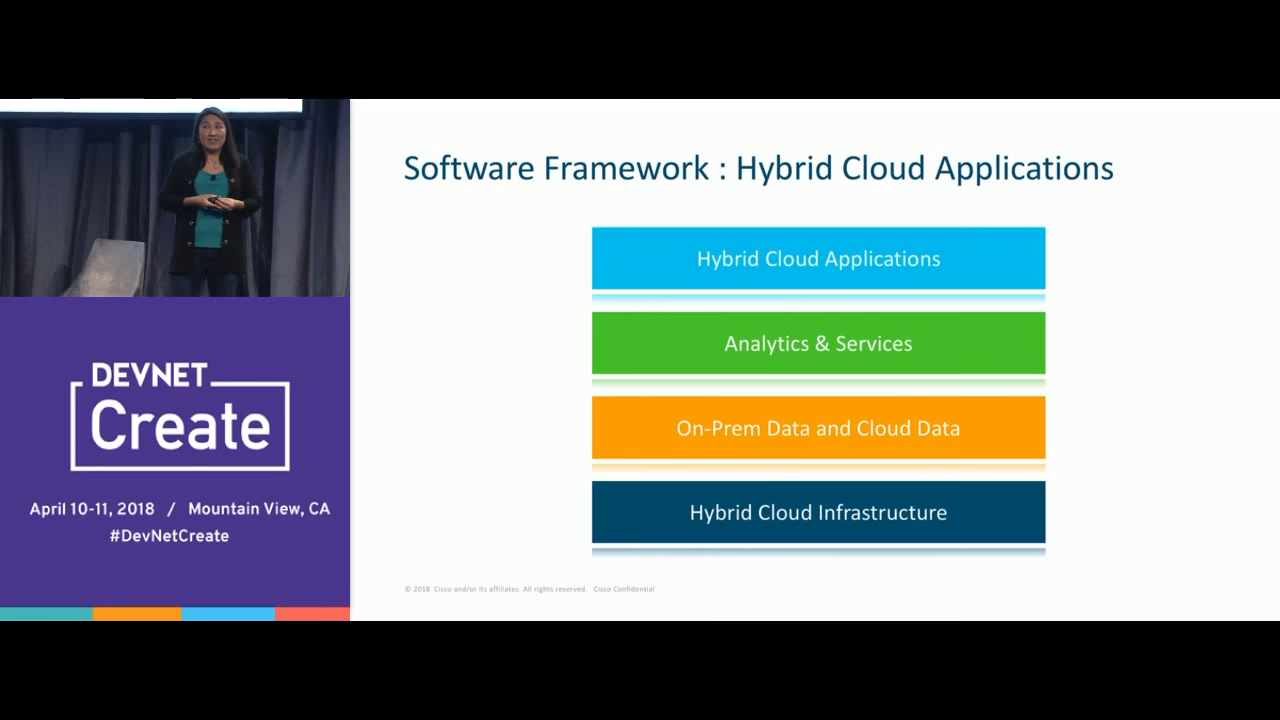 Software Framework : Hybrid Cloud Applications
Hybrid Cloud Applications
Analytics & Services
On-Prem Data and Cloud Data
Hybrid Cloud Infrastructure
© 2018 Cisco and/or its affiliates. All rights reserved. Cisco Confidential
DEVNET
Create
April 10-11, 2018 / Mountain View, CA
#DevNetCreate